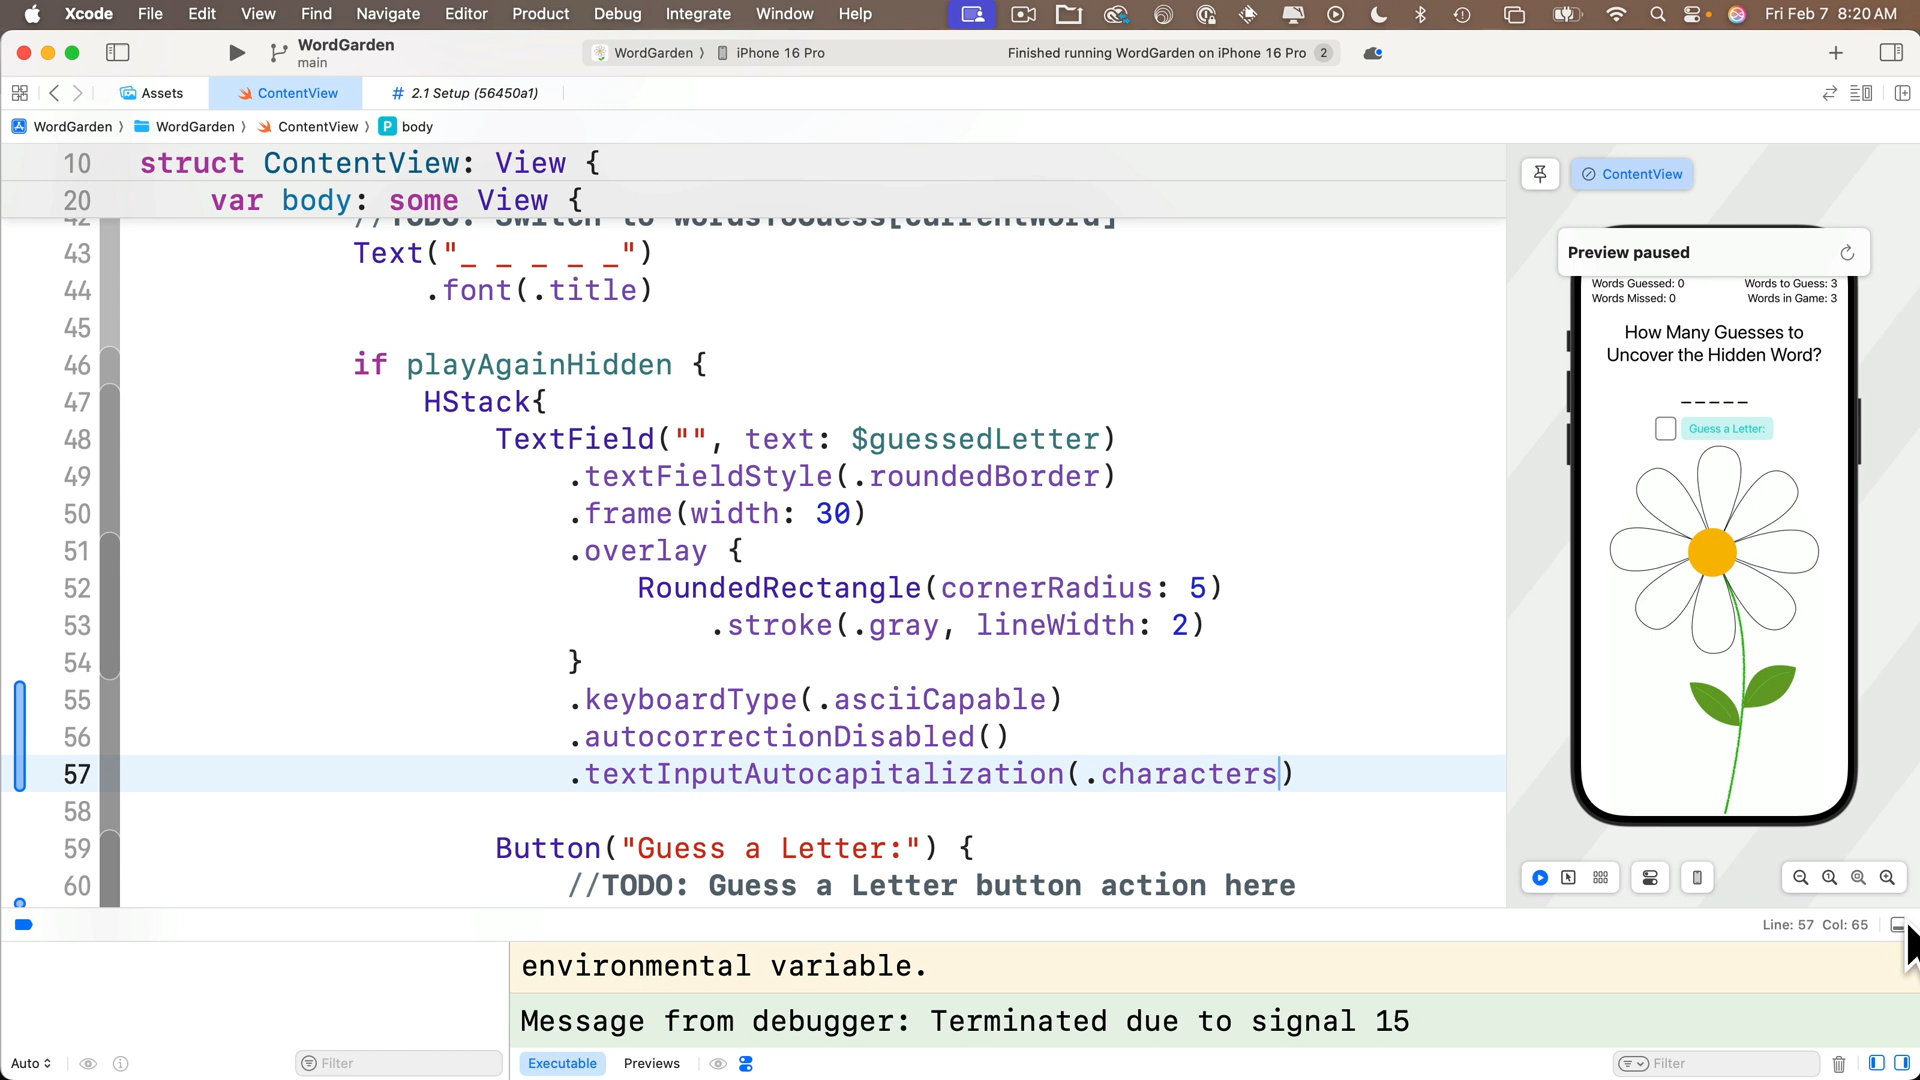 Xcode File Edit View Find Navigate Editor Product Debug Integrate Window Help Fri Feb 7 8:20 AM
WordGarden
main
WordGarden 〉 iPhone 16 Pro
Finished running WordGarden on iPhone 16 Pro 2
Assets ContentView # 2.1 Setup (56450a1)
WordGarden 〉 WordGarden 〉 ContentView 〉 P body
10 struct ContentView: View {
20 var body: some View {
42 //TODO: Switch to wordsToGuess[currentWord]
43 Text("_ _ _ _ _")
44 .font(.title)
45
46 if playAgainHidden {
47 HStack{
48 TextField("", text: $guessedLetter)
49 .textFieldStyle(.roundedBorder)
50 .frame(width: 30)
51 .overlay {
52 RoundedRectangle(cornerRadius: 5)
53 .stroke(.gray, lineWidth: 2)
54 }
55 .keyboardType(.asciiCapable)
56 .autocorrectionDisabled()
57 .textInputAutocapitalization(.characters)
58
59 Button("Guess a Letter:") {
60 //TODO: Guess a Letter button action here
ContentView
Preview paused
Words Guessed: 0 Words to Guess: 3
Words Missed: 0 Words in Game: 3
How Many Guesses to
Uncover the Hidden Word?
_ _ _ _ _
Guess a Letter:
Line: 57 Col: 65
environmental variable.
Message from debugger: Terminated due to signal 15
Auto Filter Executable Previews Filter